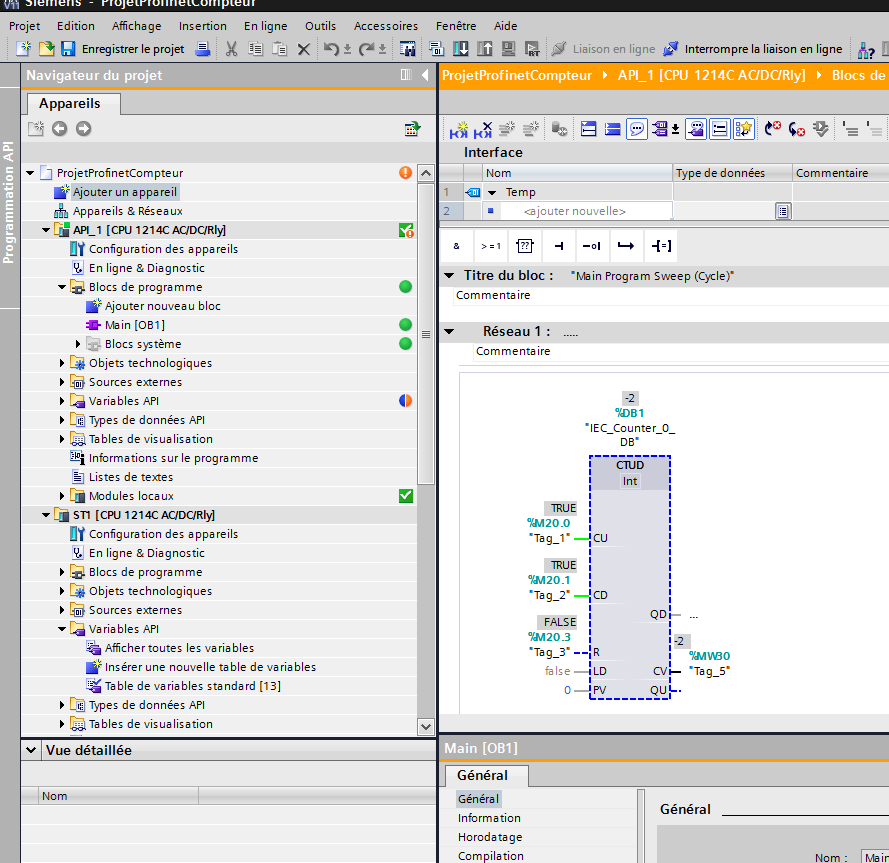 Siemens - ProjetProfinetCompteur
Projet Edition Affichage Insertion En ligne Outils Accessoires Fenêtre Aide
Enregistrer le projet Liaison en ligne Interrompre la liaison en ligne
Navigateur du projet
ProjetProfinetCompteur API_1 [CPU 1214C AC/DC/Rly] Blocs de
Appareils
Programmation API
ProjetProfinetCompteur
Ajouter un appareil
Appareils & Réseaux
API_1 [CPU 1214C AC/DC/Rly]
Configuration des appareils
En ligne & Diagnostic
Blocs de programme
Ajouter nouveau bloc
Main [OB1]
Blocs système
Objets technologiques
Sources externes
Variables API
Types de données API
Tables de visualisation
Informations sur le programme
Listes de textes
Modules locaux
ST1 [CPU 1214C AC/DC/Rly]
Configuration des appareils
En ligne & Diagnostic
Blocs de programme
Objets technologiques
Sources externes
Variables API
Afficher toutes les variables
Insérer une nouvelle table de variables
Table de variables standard [13]
Types de données API
Tables de visualisation
Vue détaillée
Nom
Interface
Nom Type de données Commentaire
1 Temp
2 <ajouter nouvelle>
& >=1 [??] -o| [=]
Titre du bloc : "Main Program Sweep (Cycle)"
Commentaire
Réseau 1 : .....
Commentaire
-2
%DB1
"IEC_Counter_0_
DB"
CTUD
Int
TRUE
%M20.0
"Tag_1" CU
TRUE
%M20.1
"Tag_2" CD
QD ...
FALSE
%M20.3
"Tag_3" R
-2
%MW30
false LD CV "Tag_5"
0 PV QU
Main [OB1]
Général
Général
Information
Horodatage
Compilation
Général
Nom : Main